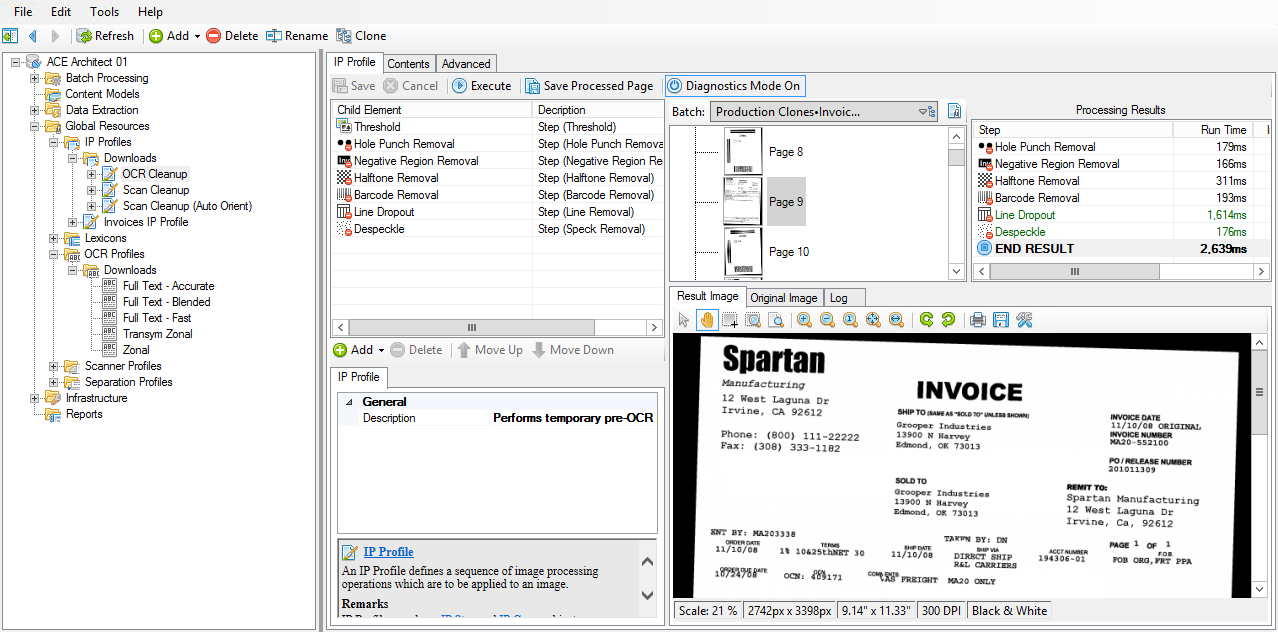 File Edit Tools Help
Refresh Add Delete Rename Clone
ACE Architect 01
Batch Processing
Content Models
Data Extraction
Global Resources
IP Profiles
Downloads
OCR Cleanup
Scan Cleanup
Scan Cleanup (Auto Orient)
Invoices IP Profile
Lexicons
OCR Profiles
Downloads
Full Text - Accurate
Full Text - Blended
Full Text - Fast
Transym Zonal
Zonal
Scanner Profiles
Separation Profiles
Infrastructure
Reports
IP Profile Contents Advanced
Save Cancel Execute Save Processed Page Diagnostics Mode On
Child Element Decription
Threshold Step (Threshold)
Hole Punch Removal Step (Hole Punch Remova
Negative Region Removal Step (Negative Region Re
Halftone Removal Step (Halftone Removal)
Barcode Removal Step (Barcode Removal)
Line Dropout Step (Line Removal)
Despeckle Step (Speck Removal)
Add Delete Move Up Move Down
IP Profile
General
Description Performs temporary pre-OCR
IP Profile
An IP Profile defines a sequence of image processing
operations which are to be applied to an image.
Remarks
Batch: Production Clones•Invoic...
Page 8
Page 9
Page 10
Processing Results
Step Run Time
Hole Punch Removal 179ms
Negative Region Removal 166ms
Halftone Removal 311ms
Barcode Removal 193ms
Line Dropout 1,614ms
Despeckle 176ms
END RESULT 2,639ms
Result Image Original Image Log
Spartan
Manufacturing
12 West Laguna Dr
Irvine, CA 92612
Phone: (800) 111-22222
Fax: (308) 333-1182
INVOICE
SHIP TO (SAME AS "SOLD TO" UNLESS SHOWN)
Grooper Industries
13900 N Harvey
Edmond, OK 73013
INVOICE DATE
11/10/08 ORIGINAL
INVOICE NUMBER
MA20-552100
PO / RELEASE NUMBER
201011309
SOLD TO
Grooper Industries
13900 N Harvey
Edmond, OK 73013
REMIT TO:
Spartan Manufacturing
12 West Laguna Dr
Irvine, Ca, 92612
ENT BY: MA203338 TAKEN BY: DN PAGE 1 OF 1
ORDER DATE TERMS SHIP DATE SHIP VIA ACCT NUMBER F.O.B.
11/10/08 1% 10&25thNET 30 11/10/08 DIRECT SHIP 194306-01 FOB ORG,FRT PPA
R&L CARRIERS
ORDER DUE DATE OCN
10/24/08 OCN: 409171 FREIGHT MA20 ONLY
Scale: 21 % 2742px x 3398px 9.14" x 11.33" 300 DPI Black & White